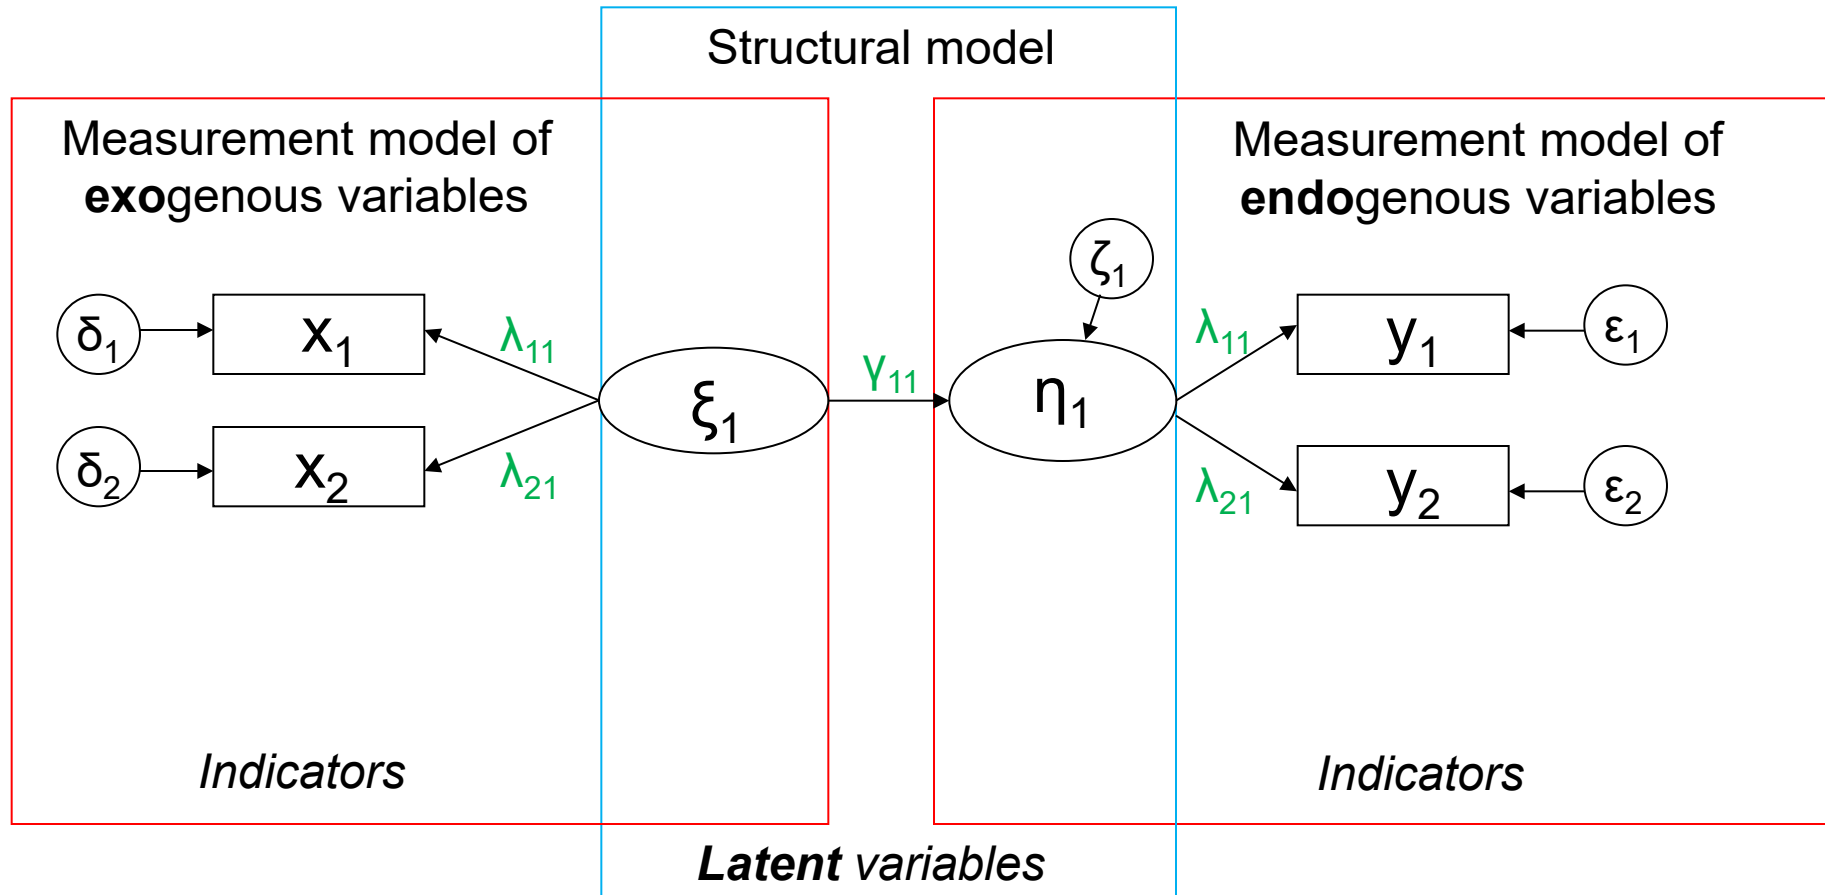 Structural model
Measurement model of
exogenous variables
Measurement model of
endogenous variables
ζ₁
δ₁
x₁
λ₁₁
ξ₁
γ₁₁
η₁
λ₁₁
y₁
ε₁
δ₂
x₂
λ₂₁
λ₂₁
y₂
ε₂
Indicators
Indicators
Latent variables